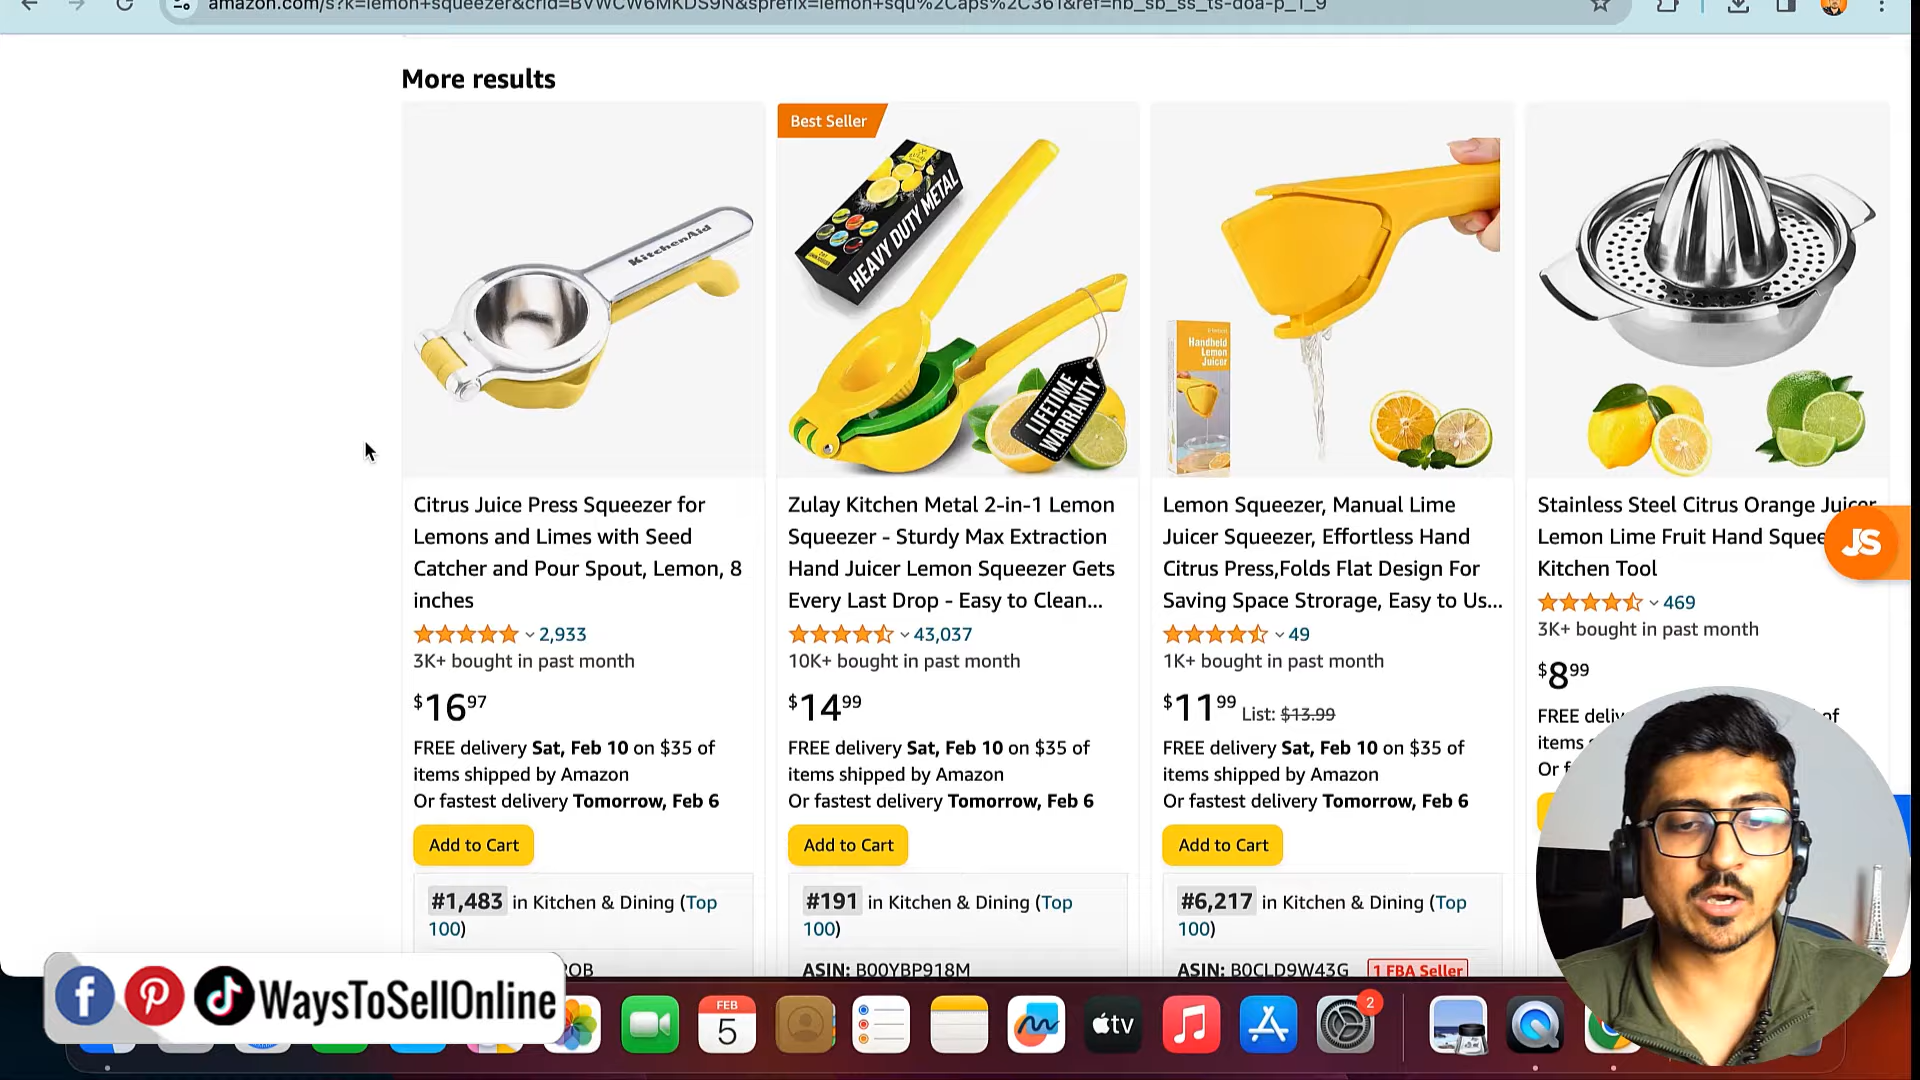 amazon.com/s?k=lemon+squeezer&crid=BVWCW6MKDS9N&sprefix=lemon+squ%2Caps%2C361&ref=nb_sb_ss_ts-doa-p_1_9
More results
Best Seller
KitchenAid
ZULAY
HEAVY DUTY METAL
LIFETIME
WARRANTY
Handheld
Lemon
Juicer
Citrus Juice Press Squeezer for
Lemons and Limes with Seed
Catcher and Pour Spout, Lemon, 8
inches
2,933
3K+ bought in past month
$16 97
FREE delivery Sat, Feb 10 on $35 of
items shipped by Amazon
Or fastest delivery Tomorrow, Feb 6
Add to Cart
#1,483 in Kitchen & Dining (Top
100)
Zulay Kitchen Metal 2-in-1 Lemon
Squeezer - Sturdy Max Extraction
Hand Juicer Lemon Squeezer Gets
Every Last Drop - Easy to Clean...
43,037
10K+ bought in past month
$14 99
FREE delivery Sat, Feb 10 on $35 of
items shipped by Amazon
Or fastest delivery Tomorrow, Feb 6
Add to Cart
#191 in Kitchen & Dining (Top
100)
ASIN: B00YBP918M
Lemon Squeezer, Manual Lime
Juicer Squeezer, Effortless Hand
Citrus Press,Folds Flat Design For
Saving Space Strorage, Easy to Us...
49
1K+ bought in past month
$11 99 List: $13.99
FREE delivery Sat, Feb 10 on $35 of
items shipped by Amazon
Or fastest delivery Tomorrow, Feb 6
Add to Cart
#6,217 in Kitchen & Dining (Top
100)
ASIN: B0CLD9W43G 1 FBA Seller
Stainless Steel Citrus Orange Juicer
Lemon Lime Fruit Hand Squee
Kitchen Tool
469
3K+ bought in past month
$8 99
FREE deliv of
items
Or f
JS
WaysToSellOnline
FEB
5
tv
2